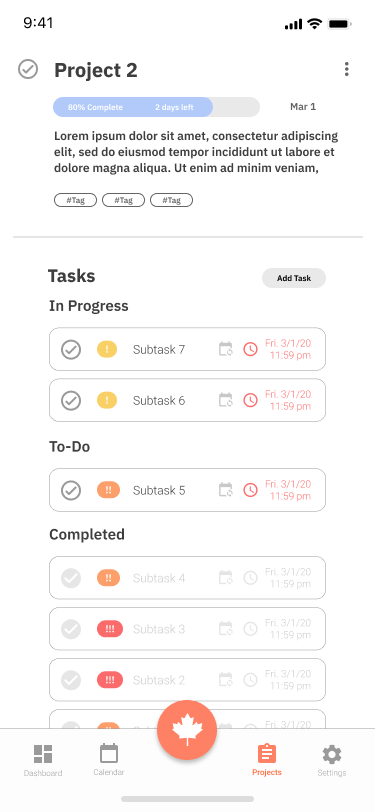 9:41
Project 2
80% Complete 2 days left Mar 1
Lorem ipsum dolor sit amet, consectetur adipiscing
elit, sed do eiusmod tempor incididunt ut labore et
dolore magna aliqua. Ut enim ad minim veniam,
#Tag #Tag #Tag
Tasks Add Task
In Progress
! Subtask 7 Fri. 3/1/20
11:59 pm
! Subtask 6 Fri. 3/1/20
11:59 pm
To-Do
!! Subtask 5 Fri. 3/1/20
11:59 pm
Completed
!! Subtask 4 Fri. 3/1/20
11:59 pm
!!! Subtask 3 Fri. 3/1/20
11:59 pm
!!! Subtask 2 Fri. 3/1/20
11:59 pm
!! Fri. 3/1/20
Dashboard Calendar Projects Settings